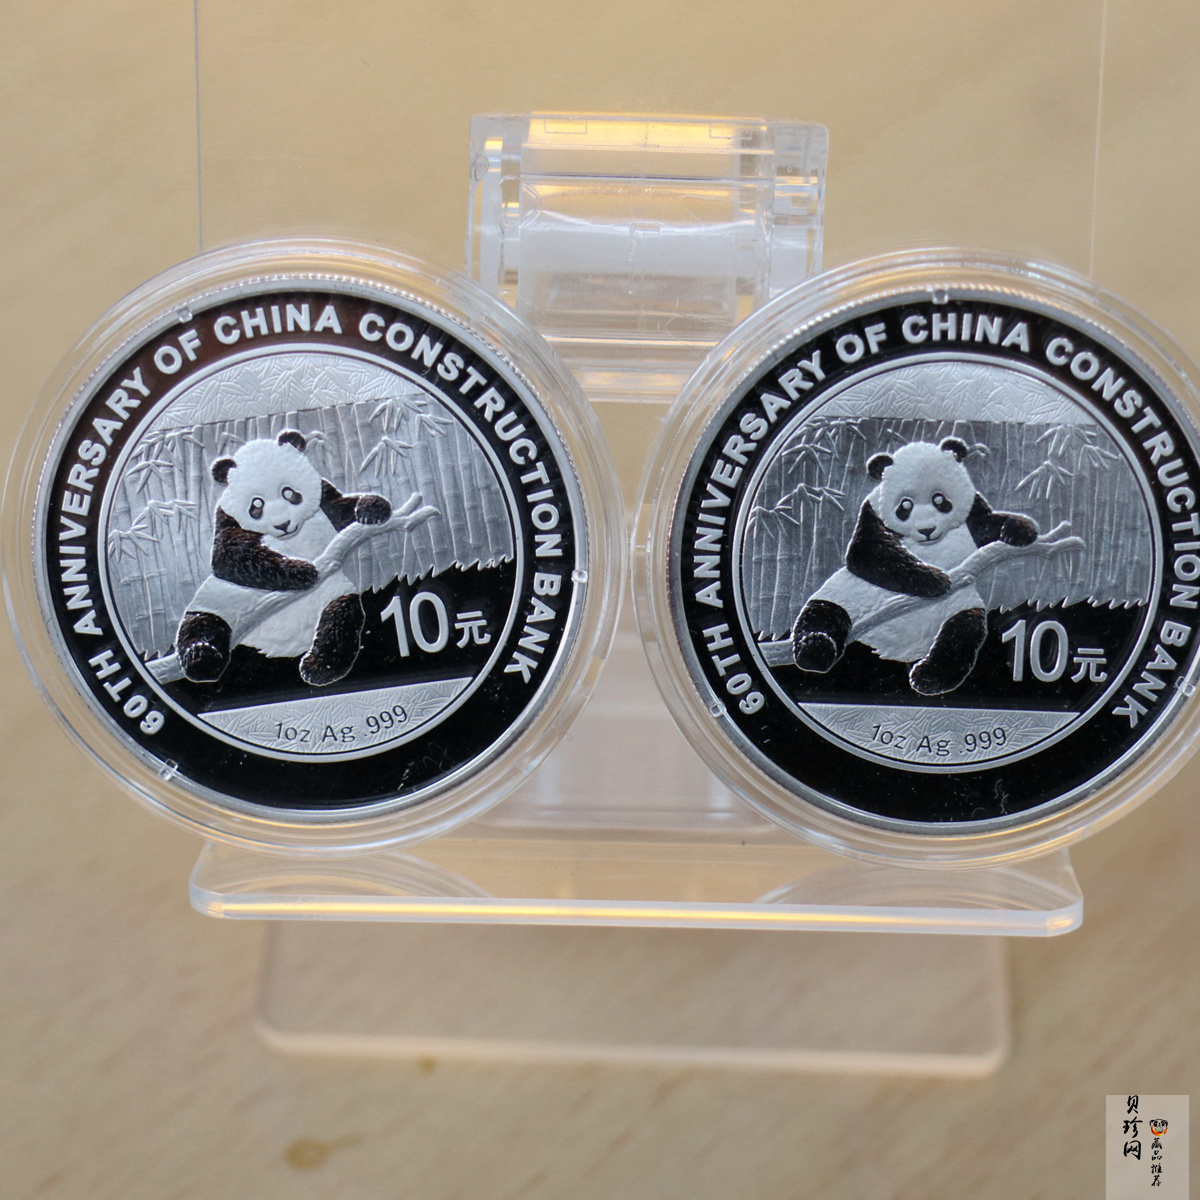 60TH ANNIVERSARY OF CHINA CONSTRUCTION BANK
10元
1oz Ag .999
60TH ANNIVERSARY OF CHINA CONSTRUCTION BANK
10元
1oz Ag .999
贝珍网
藏品推荐